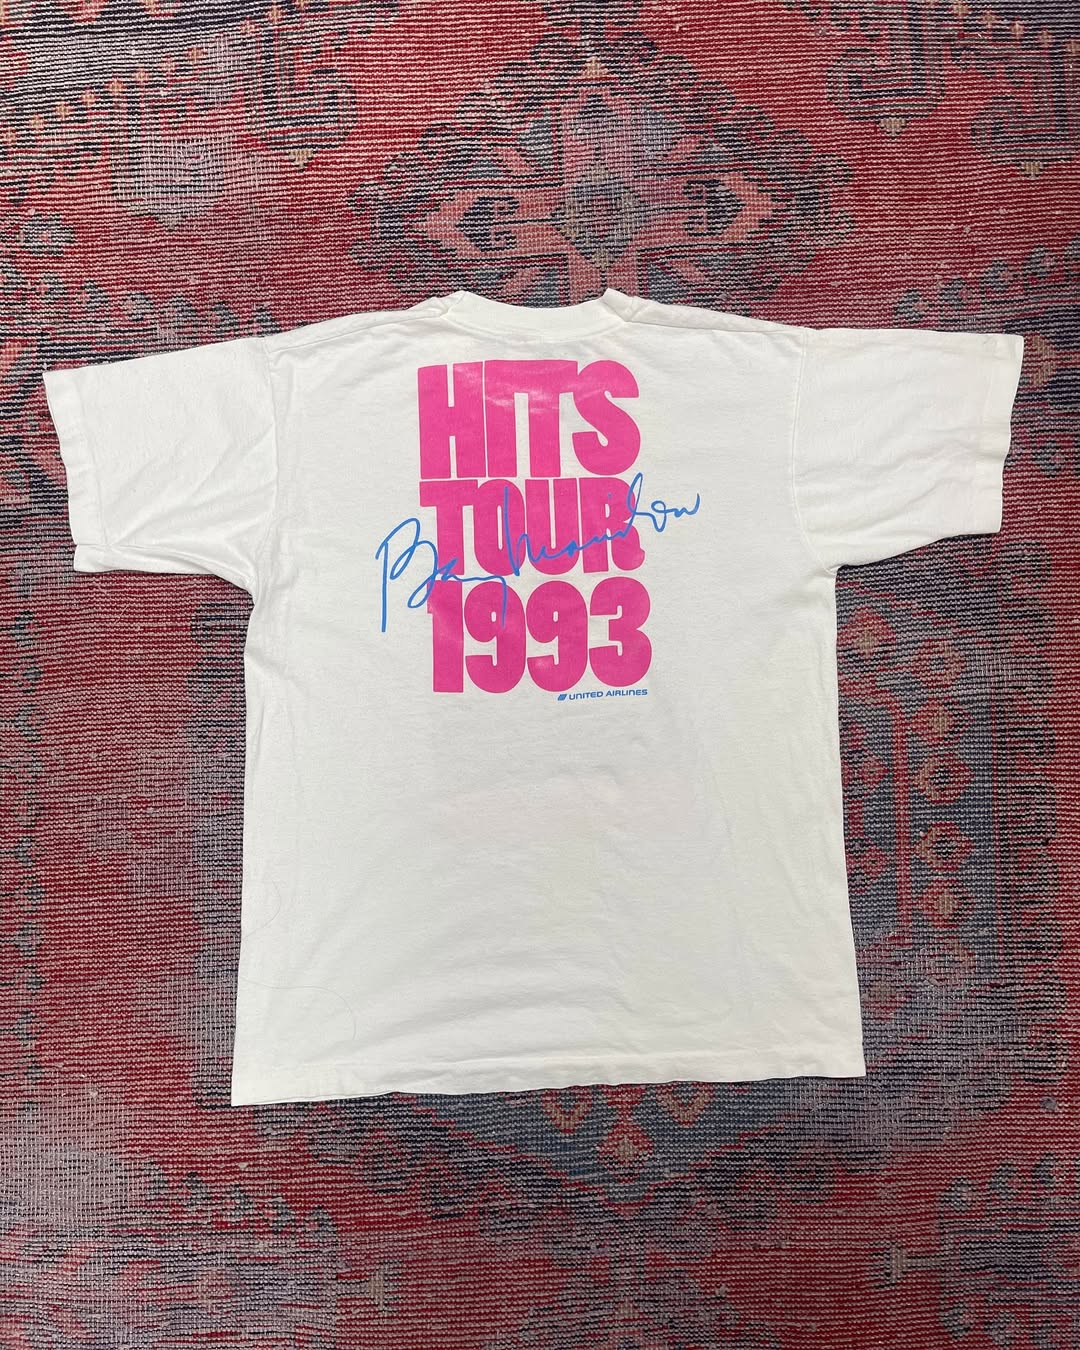 HITS
TOUR
Barry Manilow
1993
UNITED AIRLINES